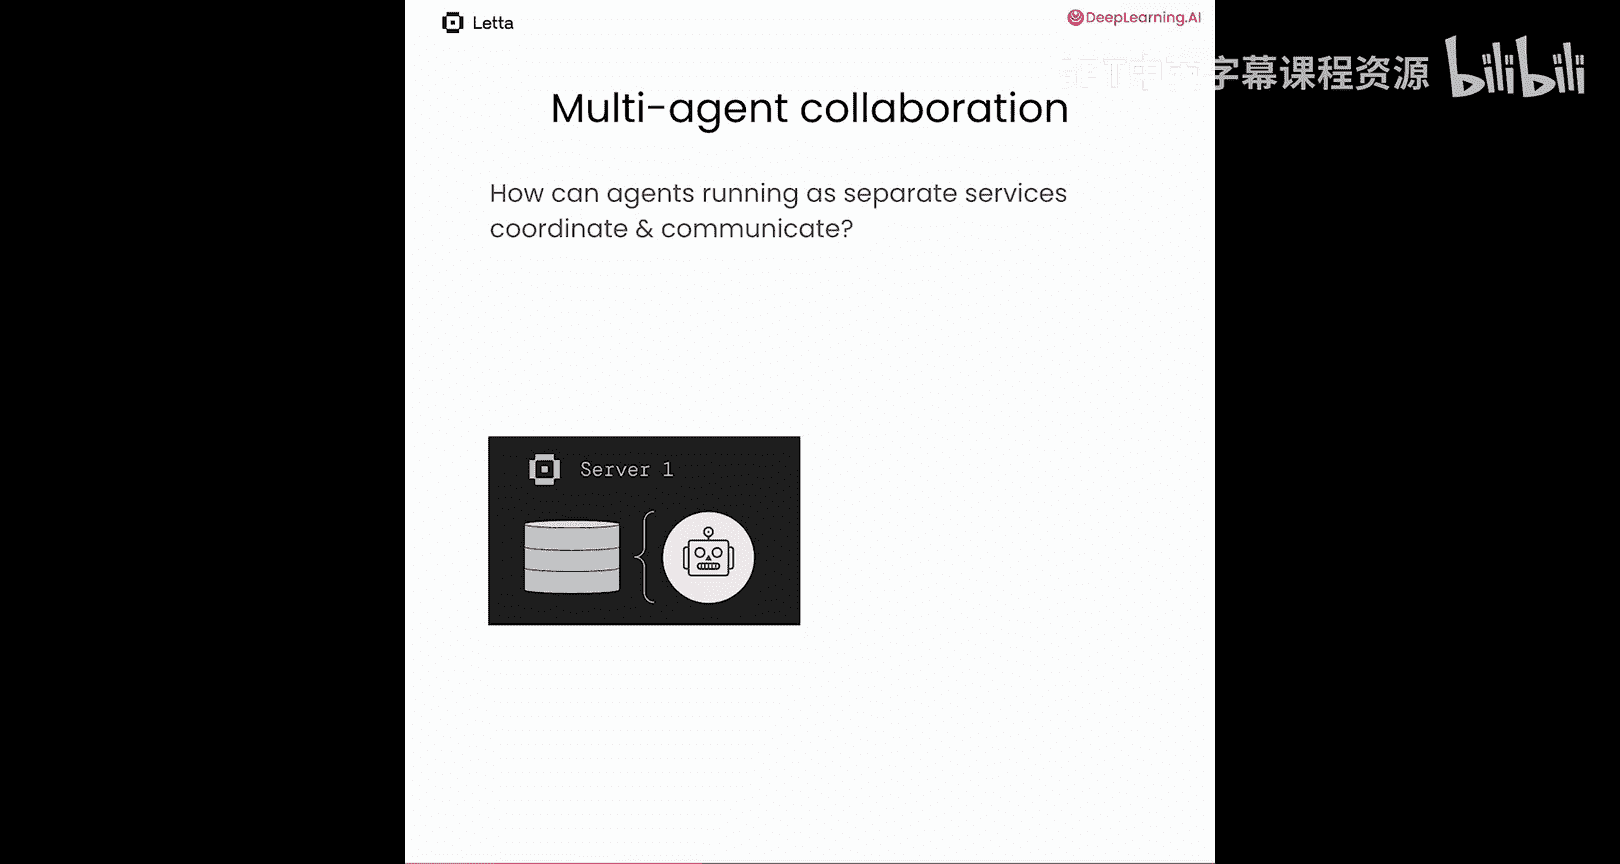 Letta
DeepLearning.AI
字幕课程资源 bilibili
Multi-agent collaboration
How can agents running as separate services
coordinate & communicate?
Server 1